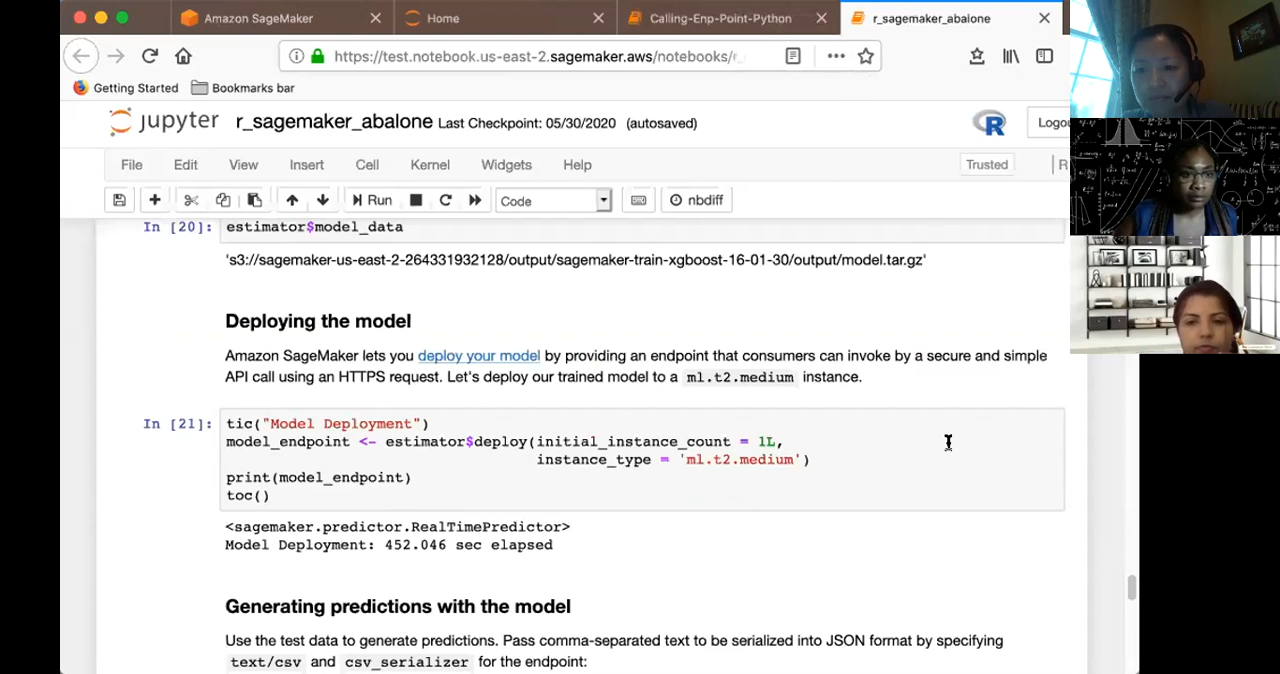 Amazon SageMaker
Home
Calling-Enp-Point-Python
r_sagemaker_abalone
https://test.notebook.us-east-2.sagemaker.aws/notebooks/r_
Getting Started
Bookmarks bar
jupyter r_sagemaker_abalone Last Checkpoint: 05/30/2020 (autosaved)
R
Logou
File Edit View Insert Cell Kernel Widgets Help
Trusted
R
Run
Code
nbdiff
In [20]: estimator$model_data
's3://sagemaker-us-east-2-264331932128/output/sagemaker-train-xgboost-16-01-30/output/model.tar.gz'
Deploying the model
Amazon SageMaker lets you deploy your model by providing an endpoint that consumers can invoke by a secure and simple
API call using an HTTPS request. Let's deploy our trained model to a ml.t2.medium instance.
In [21]: tic("Model Deployment")
model_endpoint <- estimator$deploy(initial_instance_count = 1L,
instance_type = 'ml.t2.medium')
print(model_endpoint)
toc()
<sagemaker.predictor.RealTimePredictor>
Model Deployment: 452.046 sec elapsed
Generating predictions with the model
Use the test data to generate predictions. Pass comma-separated text to be serialized into JSON format by specifying
text/csv and csv_serializer for the endpoint: